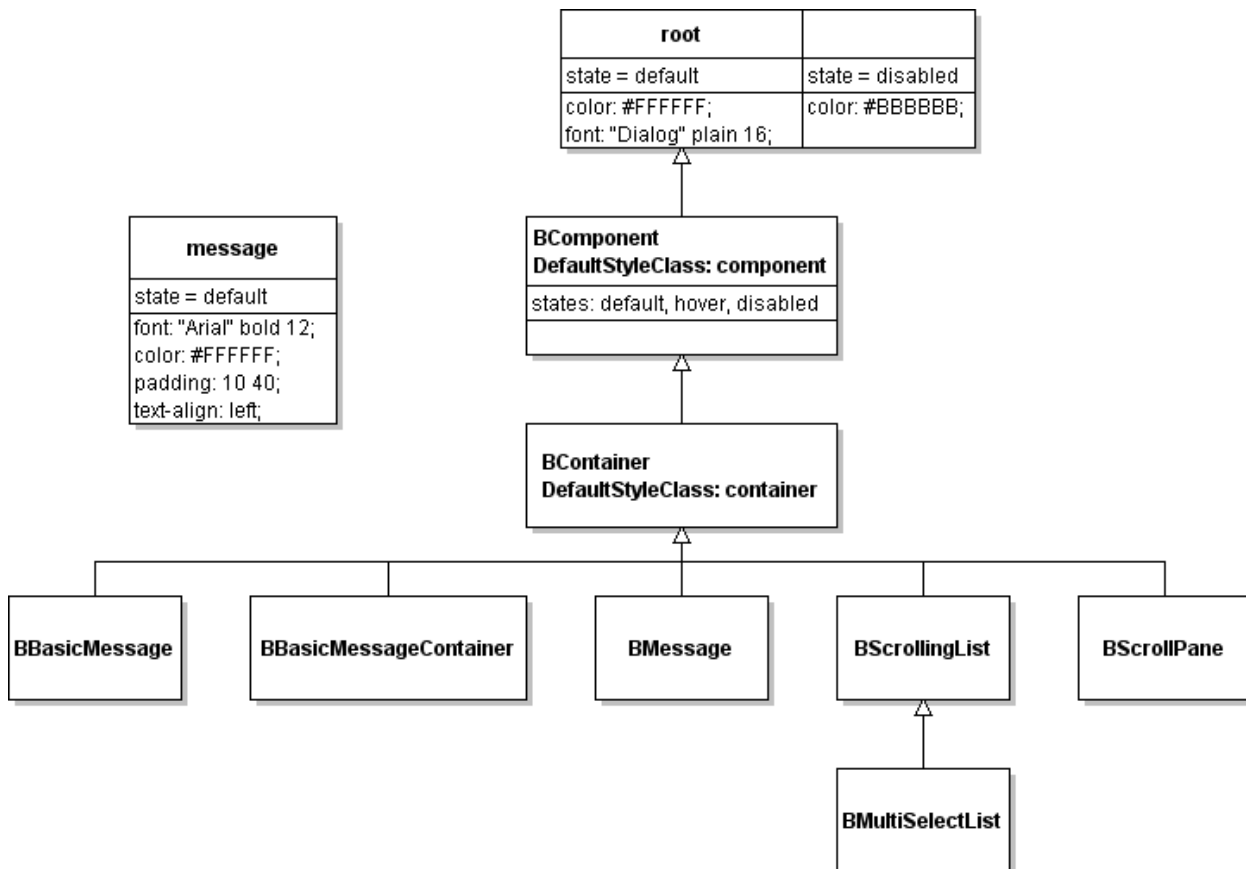 root
state = default
state = disabled
color: #FFFFFF;
font: "Dialog" plain 16;
color: #BBBBBB;
message
state = default
font: "Arial" bold 12;
color: #FFFFFF;
padding: 10 40;
text-align: left;
BComponent
DefaultStyleClass: component
states: default, hover, disabled
BContainer
DefaultStyleClass: container
BBasicMessage
BBasicMessageContainer
BMessage
BScrollingList
BScrollPane
BMultiSelectList